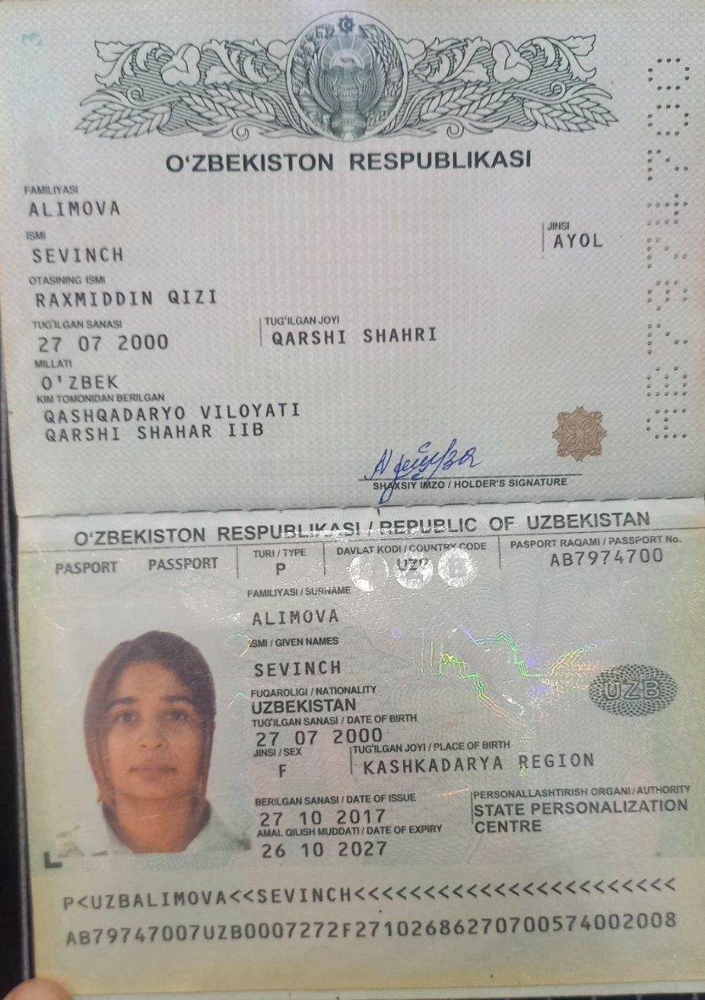 O'ZBEKISTON RESPUBLIKASI
FAMILIYASI
ALIMOVA
ISMI
SEVINCH
JINSI
AYOL
OTASINING ISMI
RAXMIDDIN QIZI
TUG'ILGAN SANASI
27 07 2000
TUG'ILGAN JOYI
QARSHI SHAHRI
MILLATI
O'ZBEK
KIM TOMONIDAN BERILGAN
QASHQADARYO VILOYATI
QARSHI SHAHAR IIB
SHAXSIY IMZO / HOLDER'S SIGNATURE
O'ZBEKISTON RESPUBLIKASI / REPUBLIC OF UZBEKISTAN
PASPORT PASSPORT
TURI / TYPE
P
DAVLAT KODI / COUNTRY CODE
PASPORT RAQAMI / PASSPORT No.
AB7974700
FAMILIYASI / SURNAME
ALIMOVA
ISMI / GIVEN NAMES
SEVINCH
FUQAROLIGI / NATIONALITY
UZBEKISTAN
UZB
TUG'ILGAN SANASI / DATE OF BIRTH
27 07 2000
JINSI / SEX
F
TUG'ILGAN JOYI / PLACE OF BIRTH
KASHKADARYA REGION
BERILGAN SANASI / DATE OF ISSUE
27 10 2017
PERSONALLASHTIRISH ORGANI / AUTHORITY
STATE PERSONALIZATION
CENTRE
AMAL QILISH MUDDATI / DATE OF EXPIRY
26 10 2027
P<UZBALIMOVA<<SEVINCH<<<<<<<<<<<<<<<<<<<<<<<
AB79747007UZB0007272F27102686270700574002008